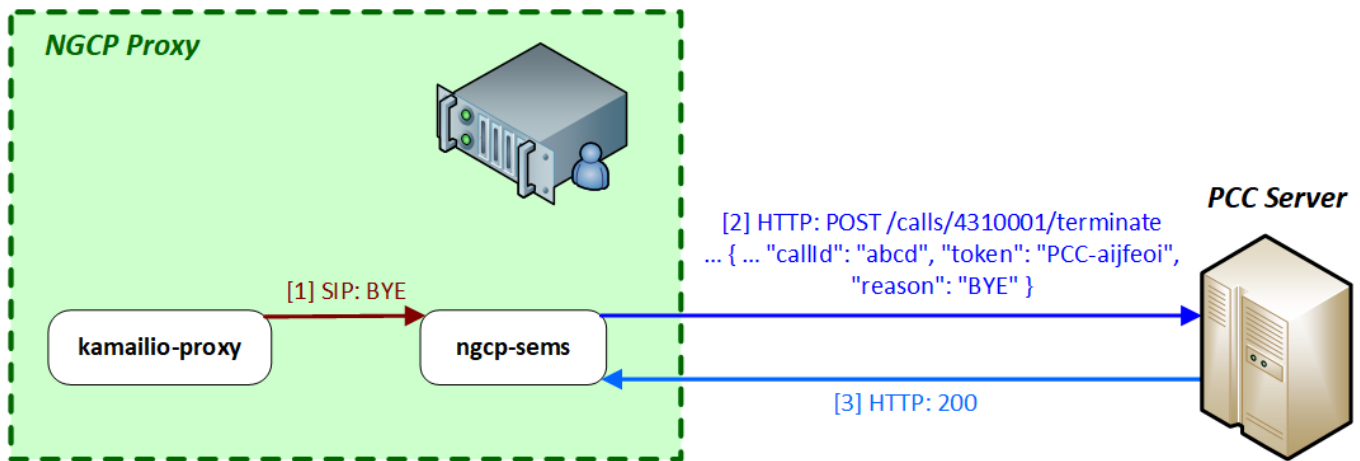 NGCP Proxy
PCC Server
[2] HTTP: POST /calls/4310001/terminate
... { ... "callId": "abcd", "token": "PCC-aijfeoi",
"reason": "BYE" }
[1] SIP: BYE
kamailio-proxy
ngcp-sems
[3] HTTP: 200